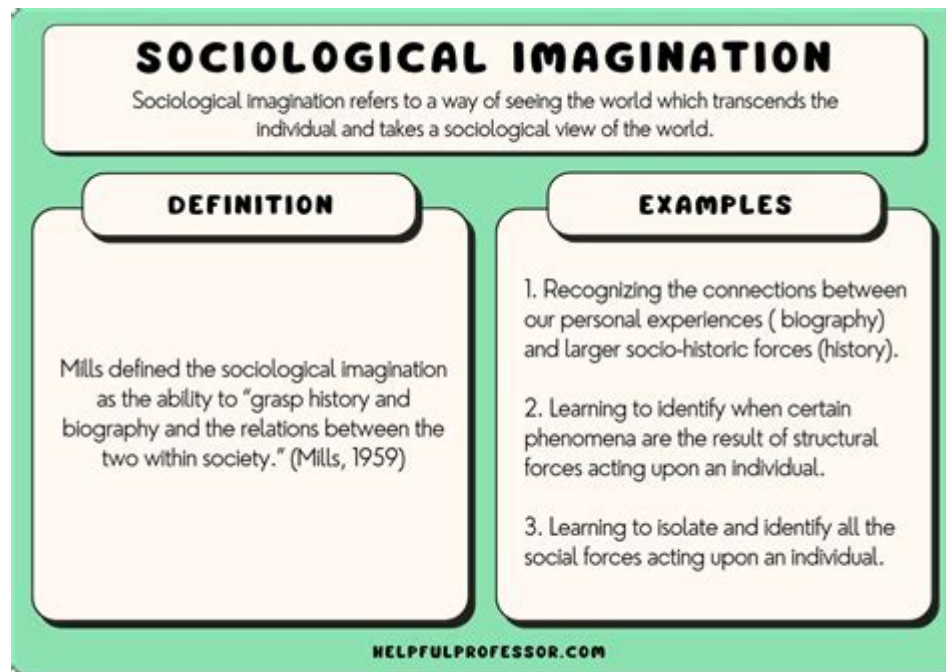 SOCIOLOGICAL IMAGINATION
Sociological imagination refers to a way of seeing the world which transcends the
individual and takes a sociological view of the world.
DEFINITION
Mills defined the sociological imagination
as the ability to “grasp history and
biography and the relations between the
two within society.” (Mills, 1959)
EXAMPLES
1. Recognizing the connections between
our personal experiences ( biography)
and larger socio-historic forces (history).
2. Learning to identify when certain
phenomena are the result of structural
forces acting upon an individual.
3. Learning to isolate and identify all the
social forces acting upon an individual.
HELPFULPROFESSOR.COM